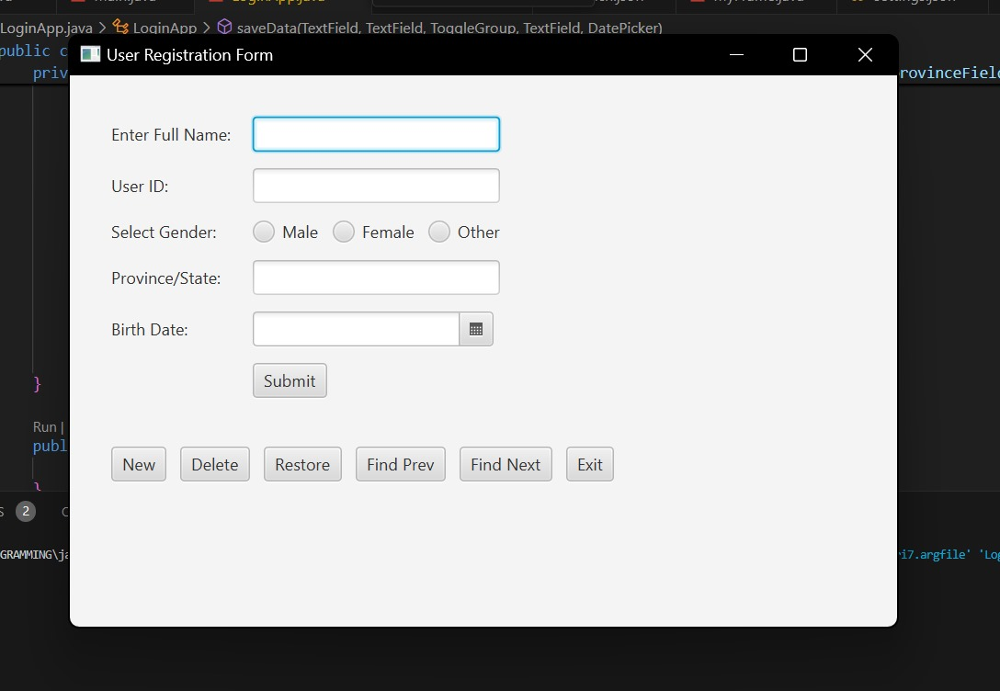 LoginApp.java > LoginApp > saveData(TextField, TextField, ToggleGroup, TextField, DatePicker)
User Registration Form
public c
priv
rovinceField
Enter Full Name:
User ID:
Select Gender: Male Female Other
Province/State:
Birth Date:
Submit
}
Run |
publ
New Delete Restore Find Prev Find Next Exit
}
S 2 C
GRAMMING\ja
i7.argfile' 'Log